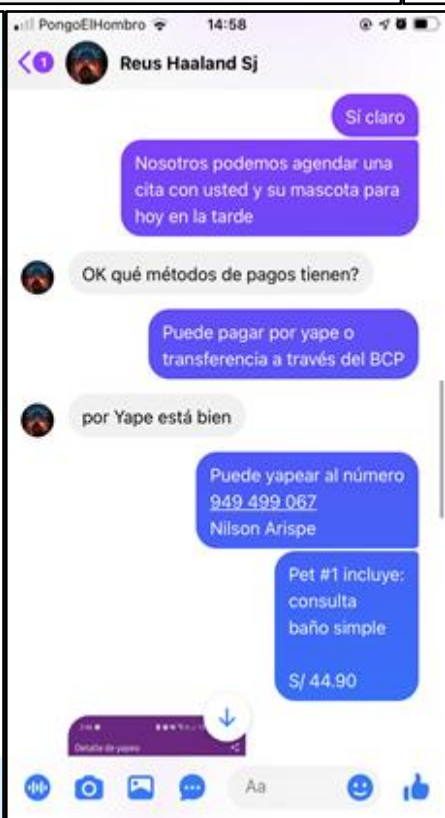 PongoElHombro 14:58
1 Reus Haaland Sj
Sí claro
Nosotros podemos agendar una
cita con usted y su mascota para
hoy en la tarde
OK qué métodos de pagos tienen?
Puede pagar por yape o
transferencia a través del BCP
por Yape está bien
Puede yapear al número
949 499 067
Nilson Arispe
Pet #1 incluye:
consulta
baño simple
S/ 44.90
Detalle de yapeo
Aa